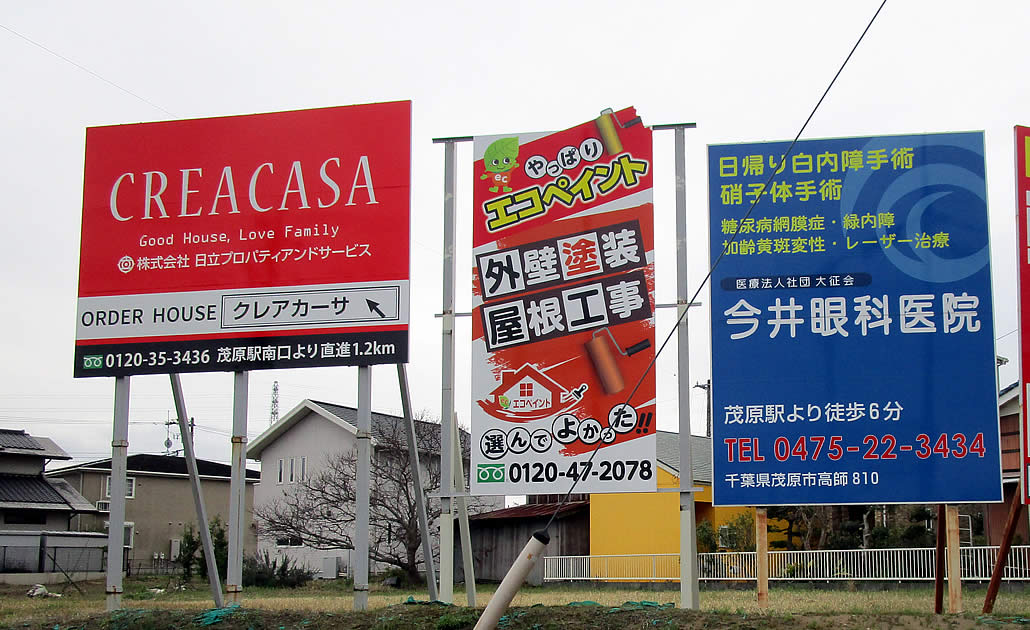 CREACASA
Good House, Love Family
株式会社 日立プロパティアンドサービス
ORDER HOUSE クレアカーサ
0120-35-3436 茂原駅南口より直進1.2km
ec
やっぱり
エコペイント
外壁塗装
屋根工事
エコペイント
選んでよかった!!
0120-47-2078
日帰り白内障手術
硝子体手術
糖尿病網膜症・緑内障
加齢黄斑変性・レーザー治療
医療法人社団 大征会
今井眼科医院
茂原駅より徒歩6分
TEL 0475-22-3434
千葉県茂原市高師810